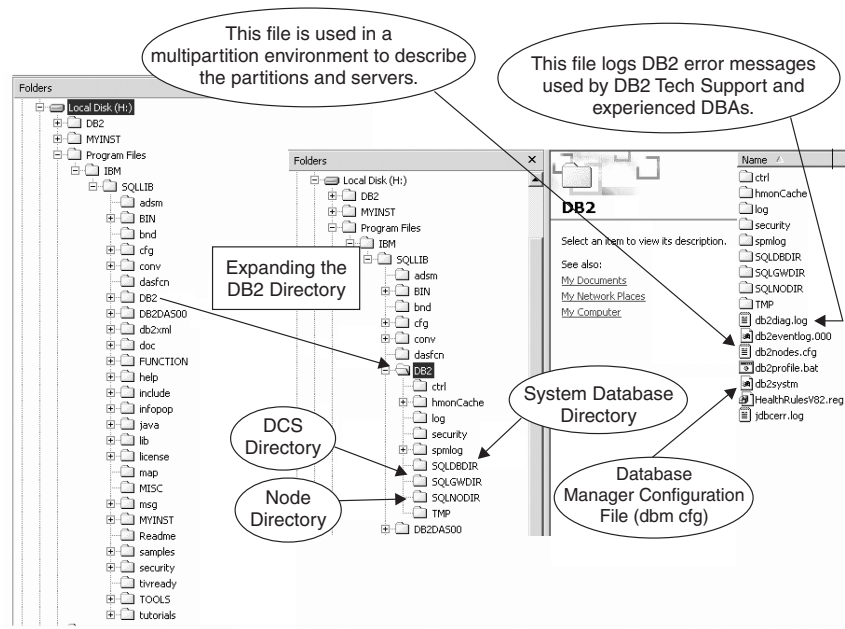 This file is used in a
multipartition environment to describe
the partitions and servers.
This file logs DB2 error messages
used by DB2 Tech Support and
experienced DBAs.
Folders
Local Disk (H:)
DB2
MYINST
Program Files
IBM
SQLLIB
adsm
BIN
bnd
cfg
conv
dasfcn
DB2
DB2DAS00
db2xml
doc
FUNCTION
help
include
infopop
java
lib
license
map
MISC
msg
MYINST
Readme
samples
security
tivready
TOOLS
tutorials
Expanding the
DB2 Directory
DCS
Directory
Node
Directory
Folders
Local Disk (H:)
DB2
MYINST
Program Files
IBM
SQLLIB
adsm
BIN
bnd
cfg
conv
dasfcn
DB2
ctrl
hmonCache
log
security
spmlog
SQLDBDIR
SQLGWDIR
SQLNODIR
TMP
DB2DAS00
System Database
Directory
DB2
Select an item to view its description.
See also:
My Documents
My Network Places
My Computer
Name
ctrl
hmonCache
log
security
spmlog
SQLDBDIR
SQLGWDIR
SQLNODIR
TMP
db2diag.log
db2eventlog.000
db2nodes.cfg
db2profile.bat
db2systm
HealthRulesV82.reg
jdbcerr.log
Database
Manager Configuration
File (dbm cfg)